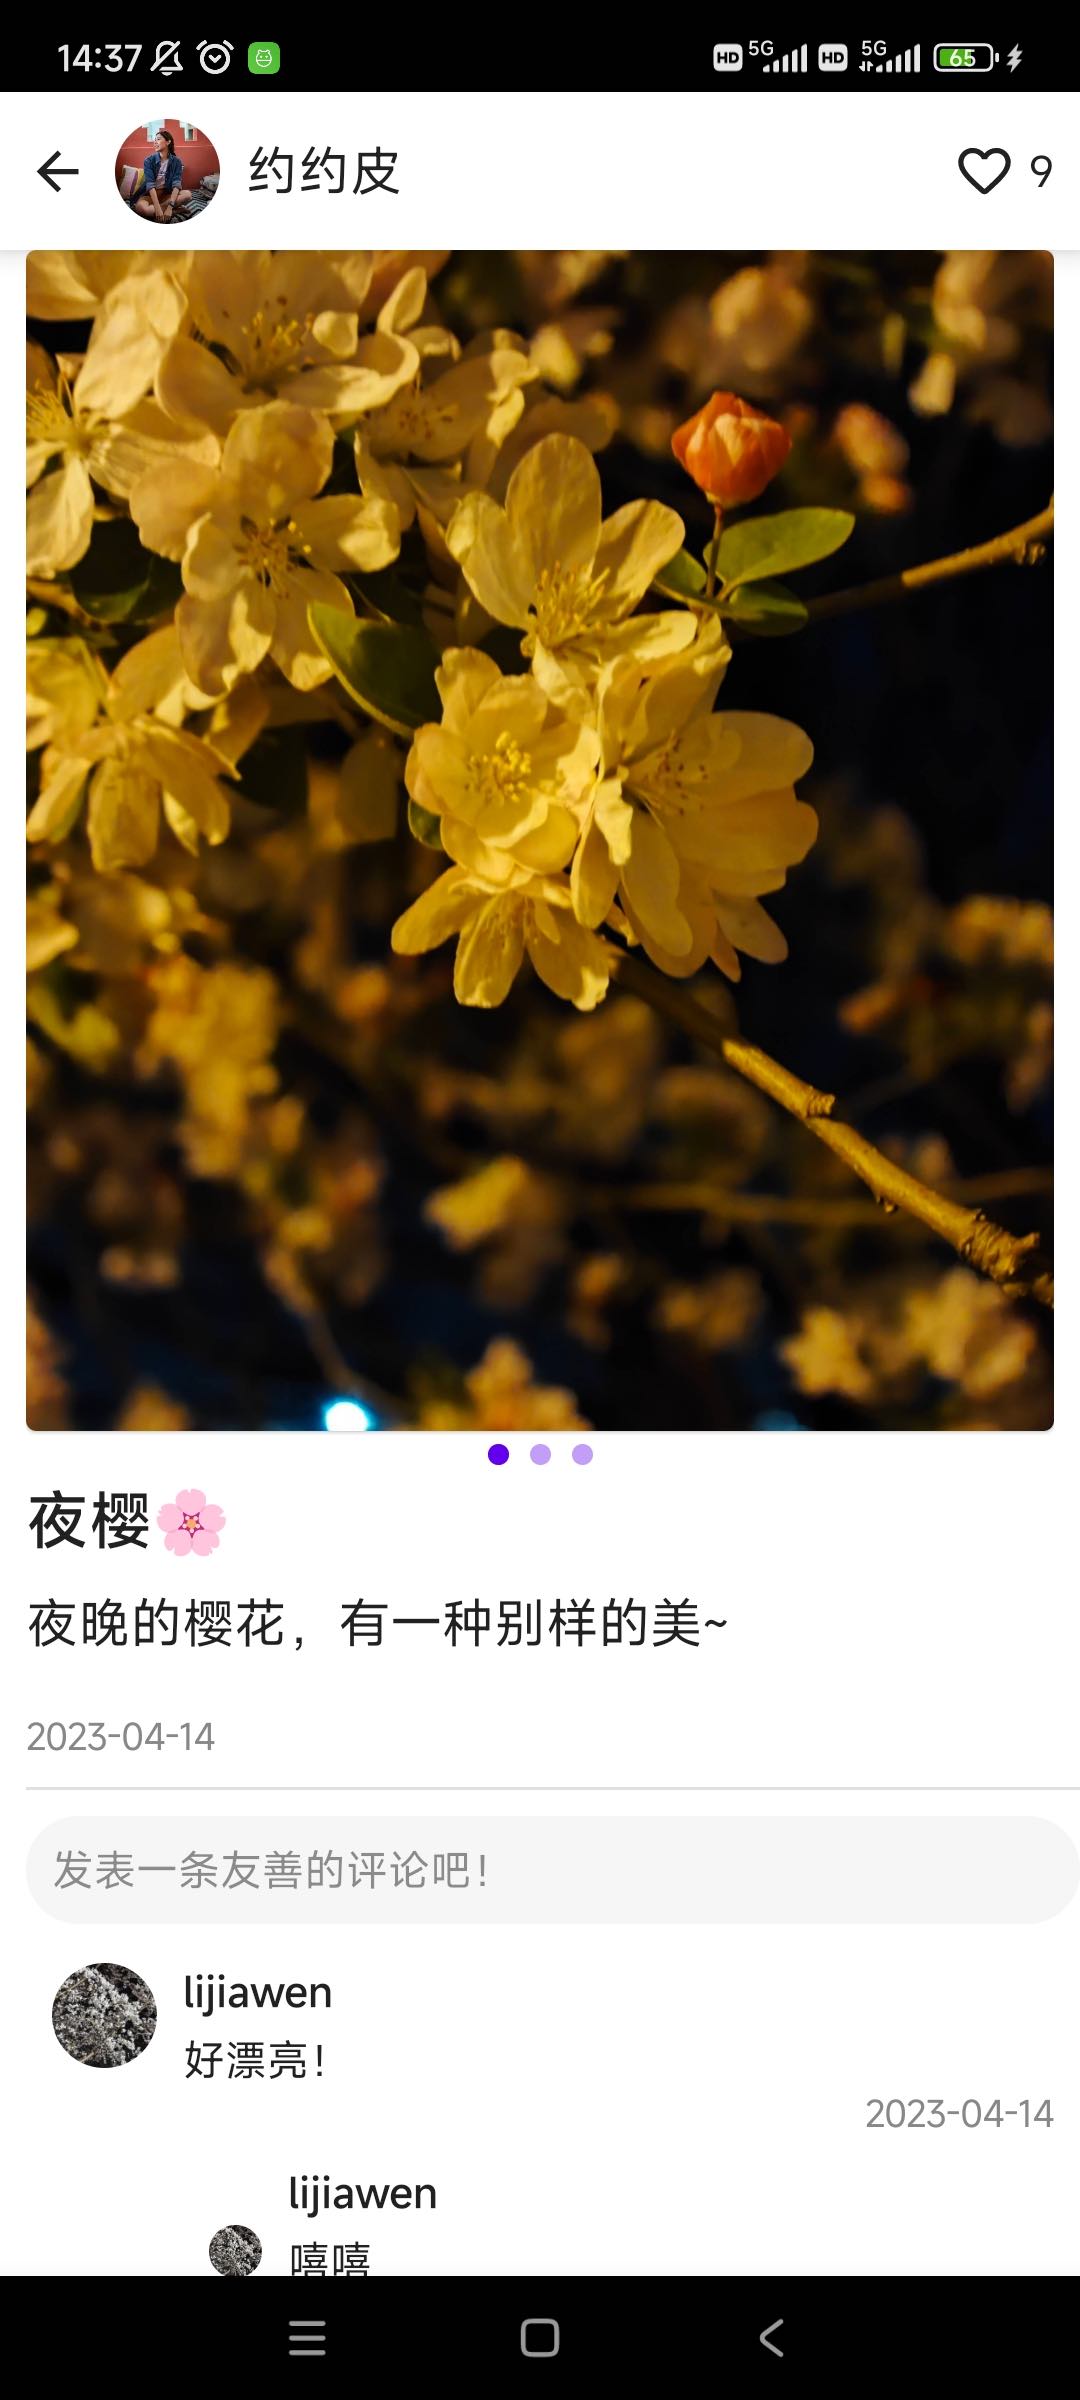 14:37 HD 5G HD 5G 65
约约皮 9
夜樱🌸
夜晚的樱花，有一种别样的美~
2023-04-14
发表一条友善的评论吧！
lijiawen
好漂亮！
2023-04-14
lijiawen
嘻嘻